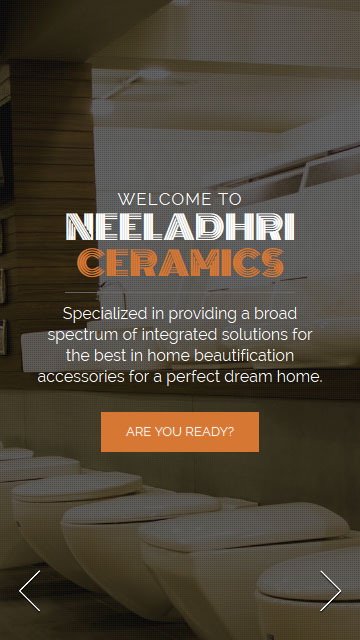 WELCOME TO
NEELADHRI
CERAMICS
Specialized in providing a broad
spectrum of integrated solutions for
the best in home beautification
accessories for a perfect dream home.
ARE YOU READY?